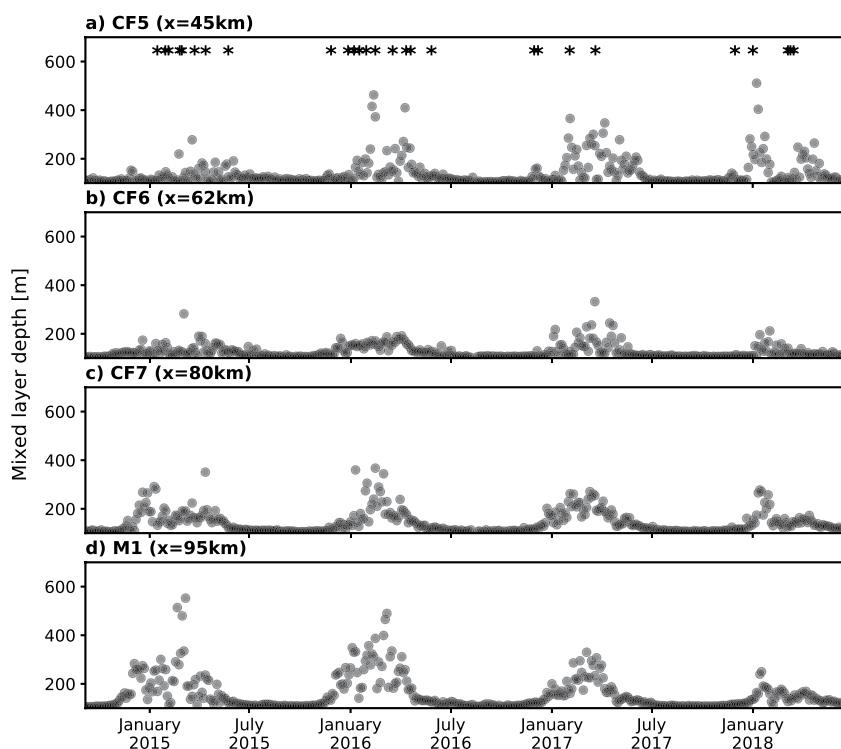 a) CF5 (x=45km)
* * * * * * * * * * * * * * * * * * * * * * * * * * *
600
400
200
b) CF6 (x=62km)
600
400
200
Mixed layer depth [m]
c) CF7 (x=80km)
600
400
200
d) M1 (x=95km)
600
400
200
January July January July January July January
2015 2015 2016 2016 2017 2017 2018